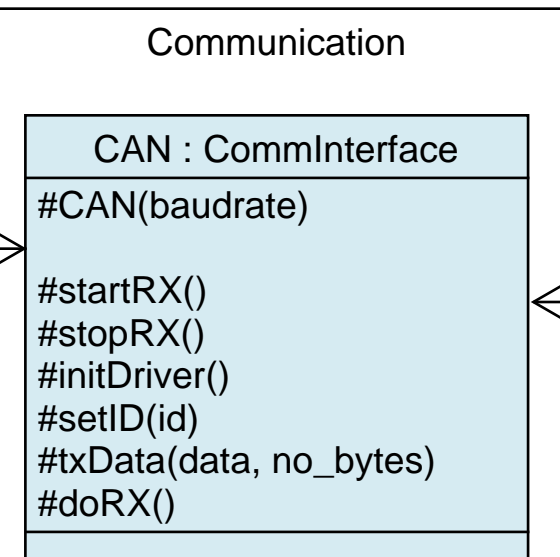 Communication
CAN : CommInterface
#CAN(baudrate)
#startRX()
#stopRX()
#initDriver()
#setID(id)
#txData(data, no_bytes)
#doRX()